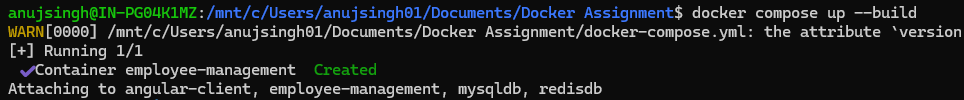 anujsingh@IN-PG04K1MZ:/mnt/c/Users/anujsingh01/Documents/Docker Assignment$ docker compose up --build
WARN[0000] /mnt/c/Users/anujsingh01/Documents/Docker Assignment/docker-compose.yml: the attribute `version
[+] Running 1/1
✔Container employee-management Created
Attaching to angular-client, employee-management, mysqldb, redisdb